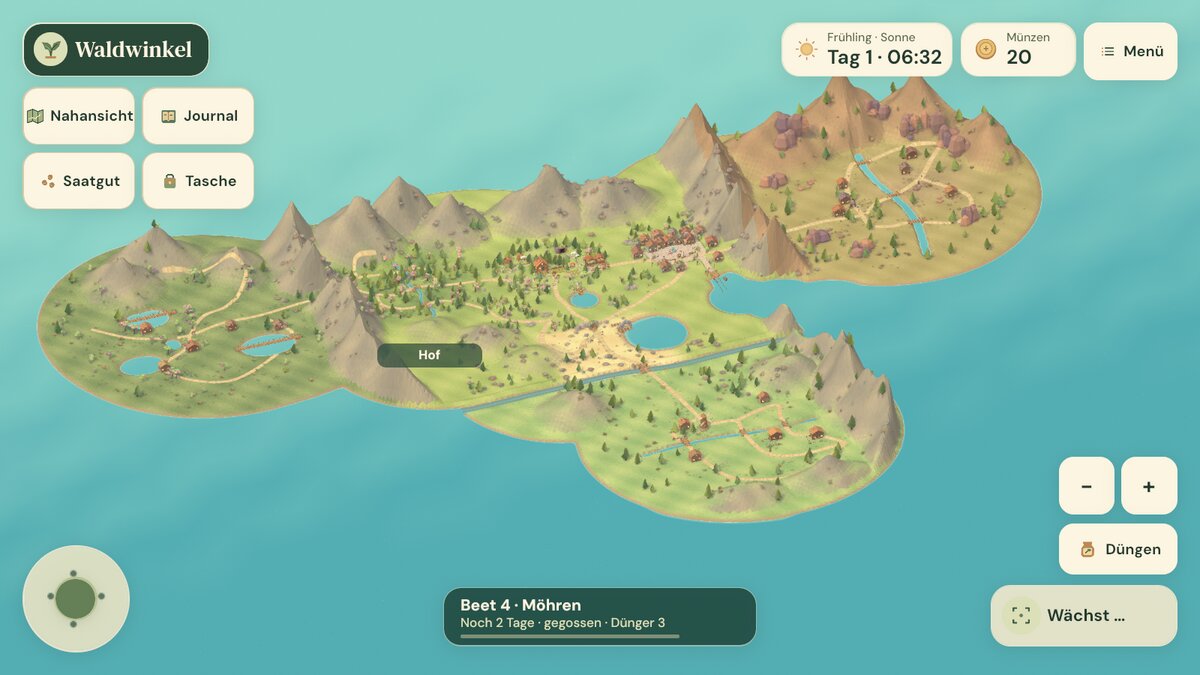 Waldwinkel
Frühling · Sonne
Tag 1 · 06:32
Münzen
20
Menü
Nahansicht
Journal
Saatgut
Tasche
Hof
−
+
Düngen
Beet 4 · Möhren
Noch 2 Tage · gegossen · Dünger 3
Wächst ...